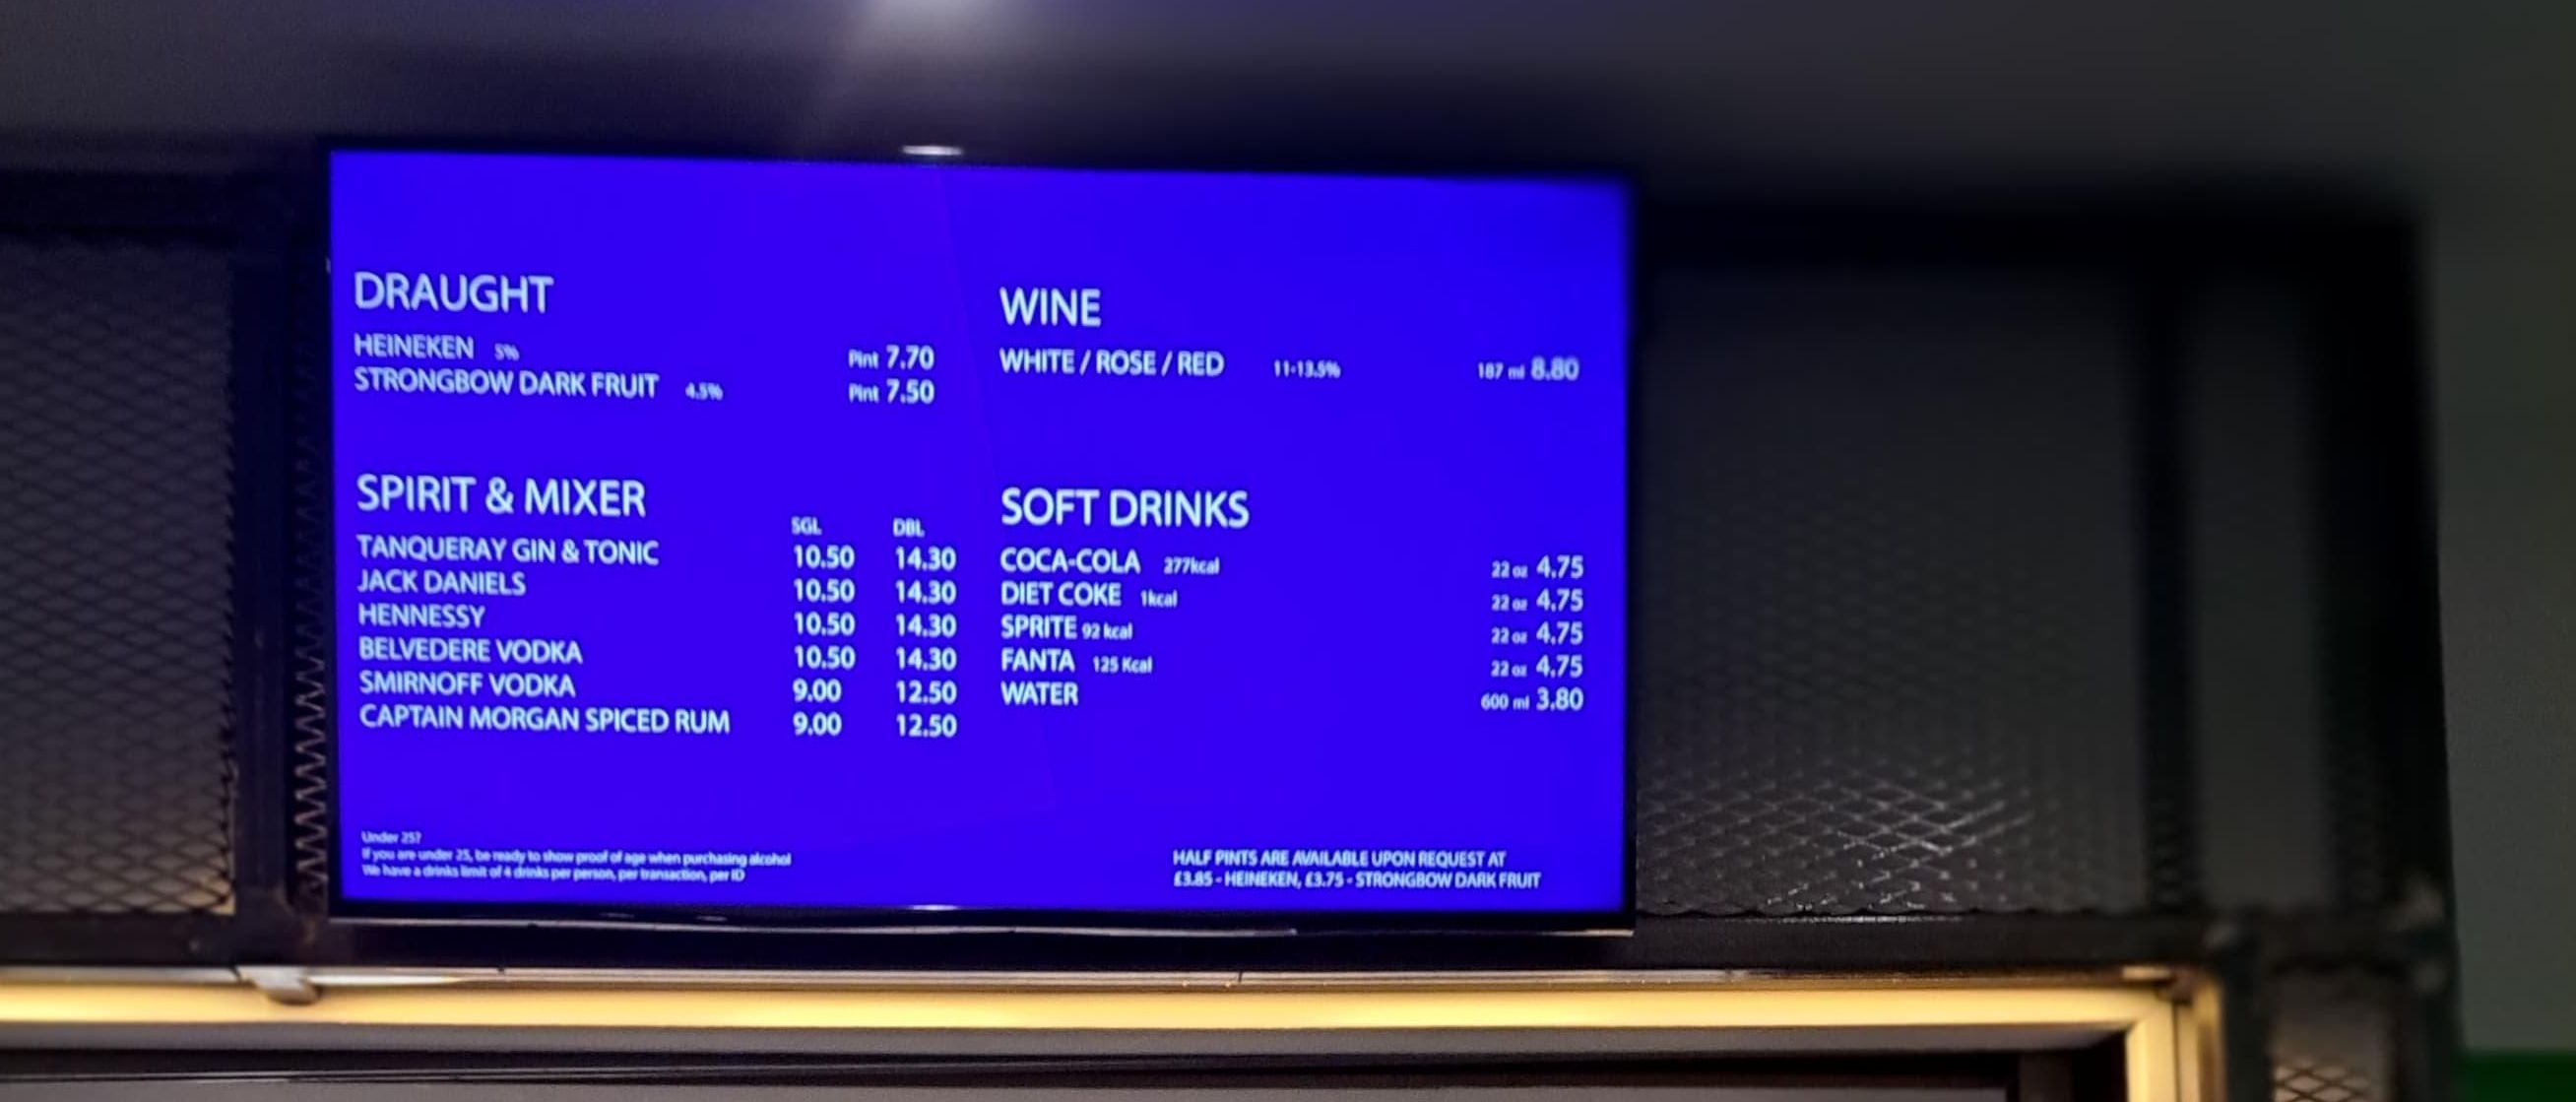 DRAUGHT
HEINEKEN 5% Pint 7.70
STRONGBOW DARK FRUIT 4.5% Pint 7.50
WINE
WHITE / ROSE / RED 11-13.5% 187 ml 8.80
SPIRIT & MIXER
SGL DBL
TANQUERAY GIN & TONIC 10.50 14.30
JACK DANIELS 10.50 14.30
HENNESSY 10.50 14.30
BELVEDERE VODKA 10.50 14.30
SMIRNOFF VODKA 9.00 12.50
CAPTAIN MORGAN SPICED RUM 9.00 12.50
SOFT DRINKS
COCA-COLA 277kcal 22 oz 4.75
DIET COKE 1kcal 22 oz 4.75
SPRITE 92 kcal 22 oz 4.75
FANTA 125 Kcal 22 oz 4.75
WATER 600 ml 3.80
Under 25?
If you are under 25, be ready to show proof of age when purchasing alcohol
We have a drinks limit of 4 drinks per person, per transaction, per ID
HALF PINTS ARE AVAILABLE UPON REQUEST AT
£3.85 - HEINEKEN, £3.75 - STRONGBOW DARK FRUIT